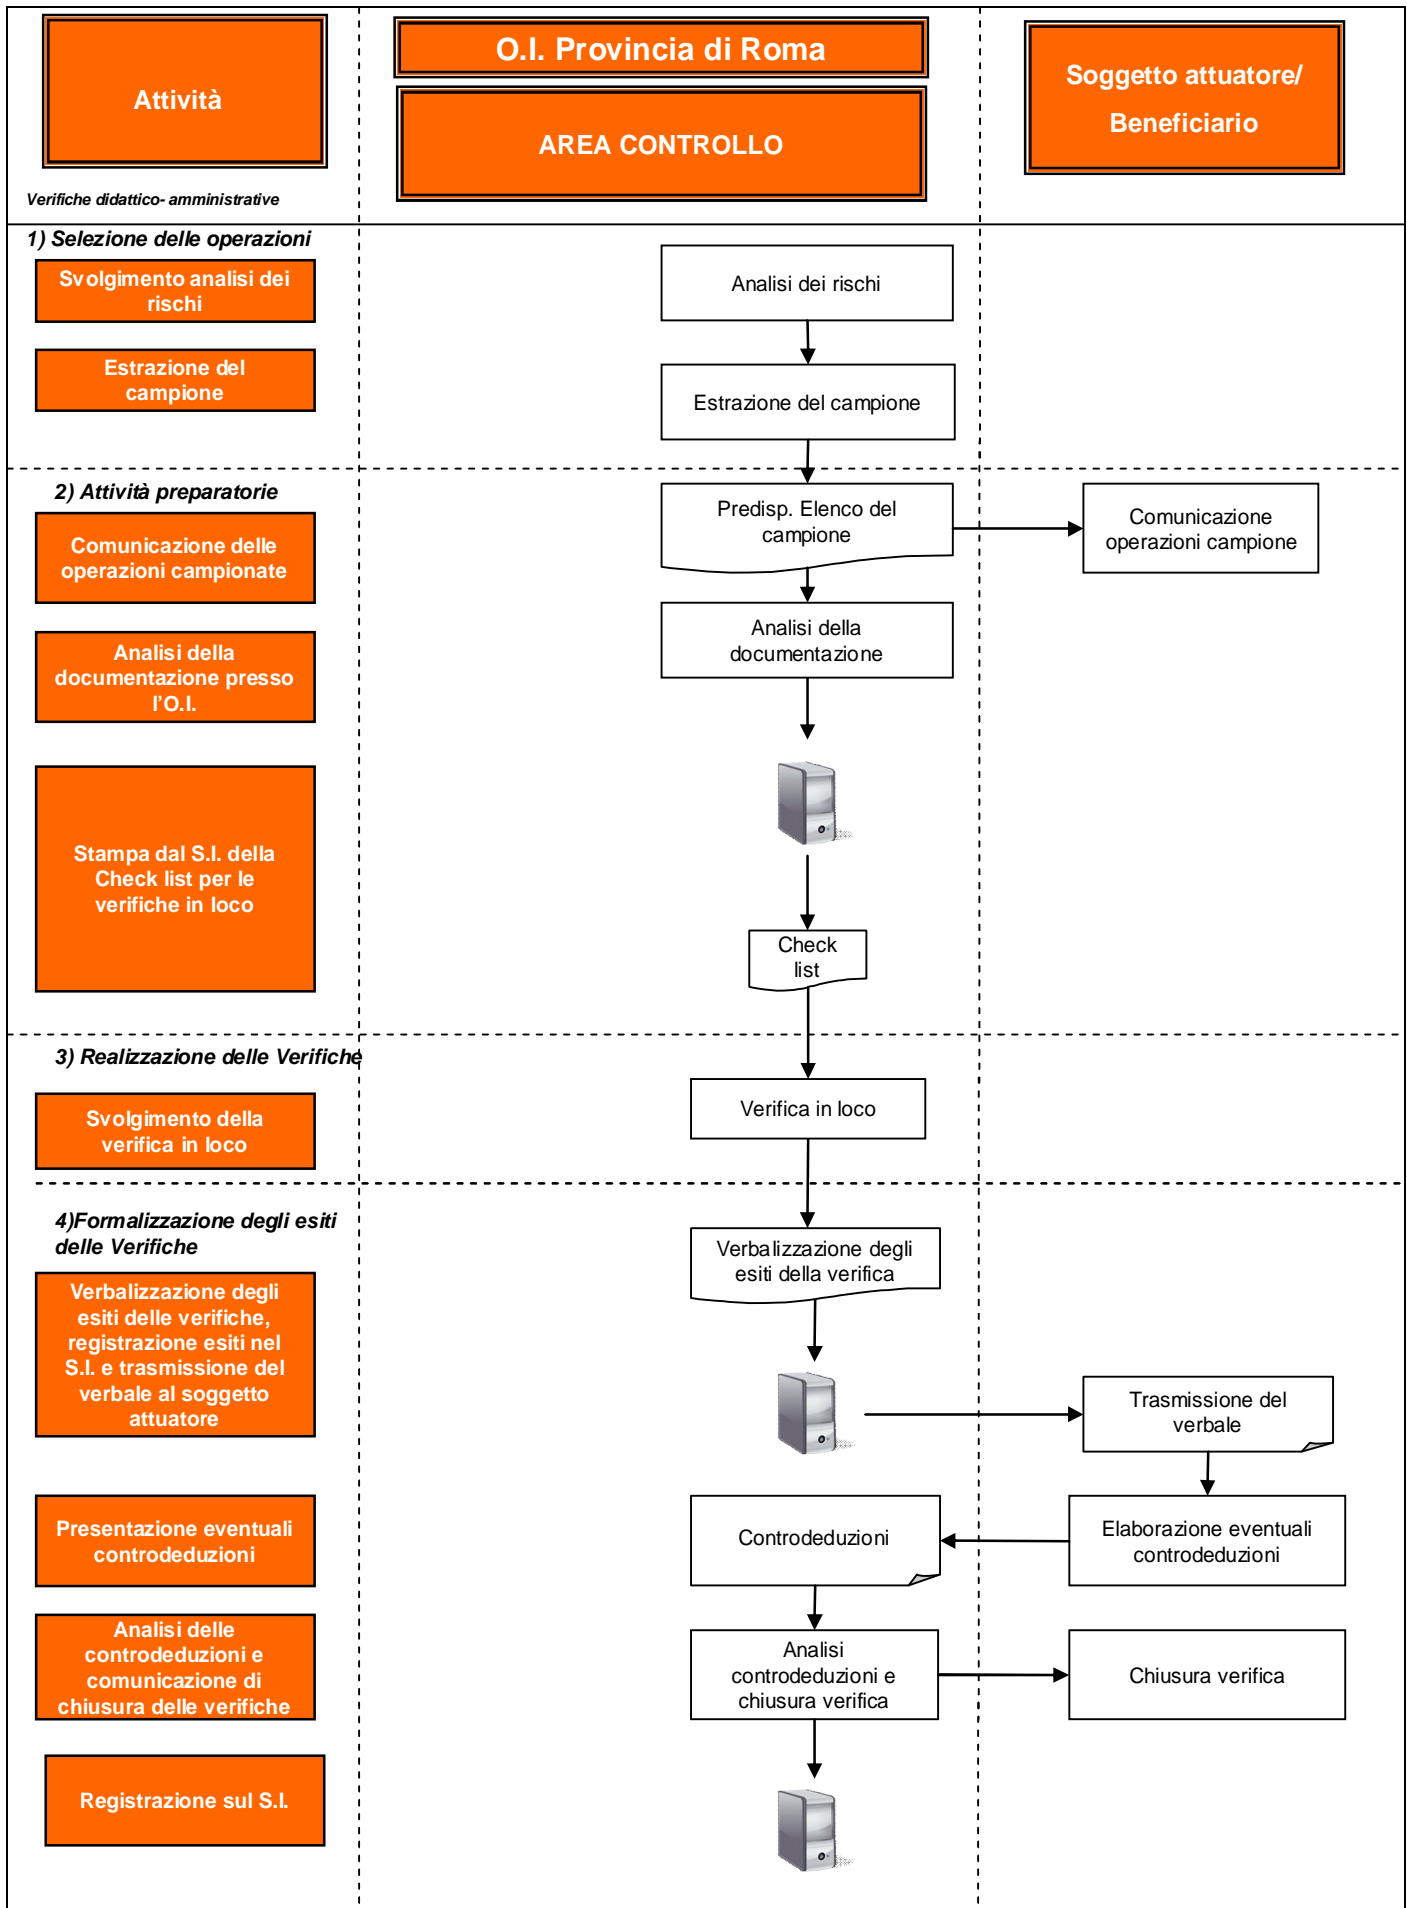 Attività
O.I. Provincia di Roma
AREA CONTROLLO
Soggetto attuatore/
Beneficiario
Verifiche didattico- amministrative
1) Selezione delle operazioni
Svolgimento analisi dei
rischi
Analisi dei rischi
Estrazione del
campione
Estrazione del campione
2) Attività preparatorie
Comunicazione delle
operazioni campionate
Predisp. Elenco del
campione
Comunicazione
operazioni campione
Analisi della
documentazione presso
l'O.I.
Analisi della
documentazione
Stampa dal S.I. della
Check list per le
verifiche in loco
Check
list
3) Realizzazione delle Verifiche
Svolgimento della
verifica in loco
Verifica in loco
4)Formalizzazione degli esiti
delle Verifiche
Verbalizzazione degli
esiti delle verifiche,
registrazione esiti nel
S.I. e trasmissione del
verbale al soggetto
attuatore
Verbalizzazione degli
esiti della verifica
Trasmissione del
verbale
Presentazione eventuali
controdeduzioni
Controdeduzioni
Elaborazione eventuali
controdeduzioni
Analisi delle
controdeduzioni e
comunicazione di
chiusura delle verifiche
Analisi
controdeduzioni e
chiusura verifica
Chiusura verifica
Registrazione sul S.I.